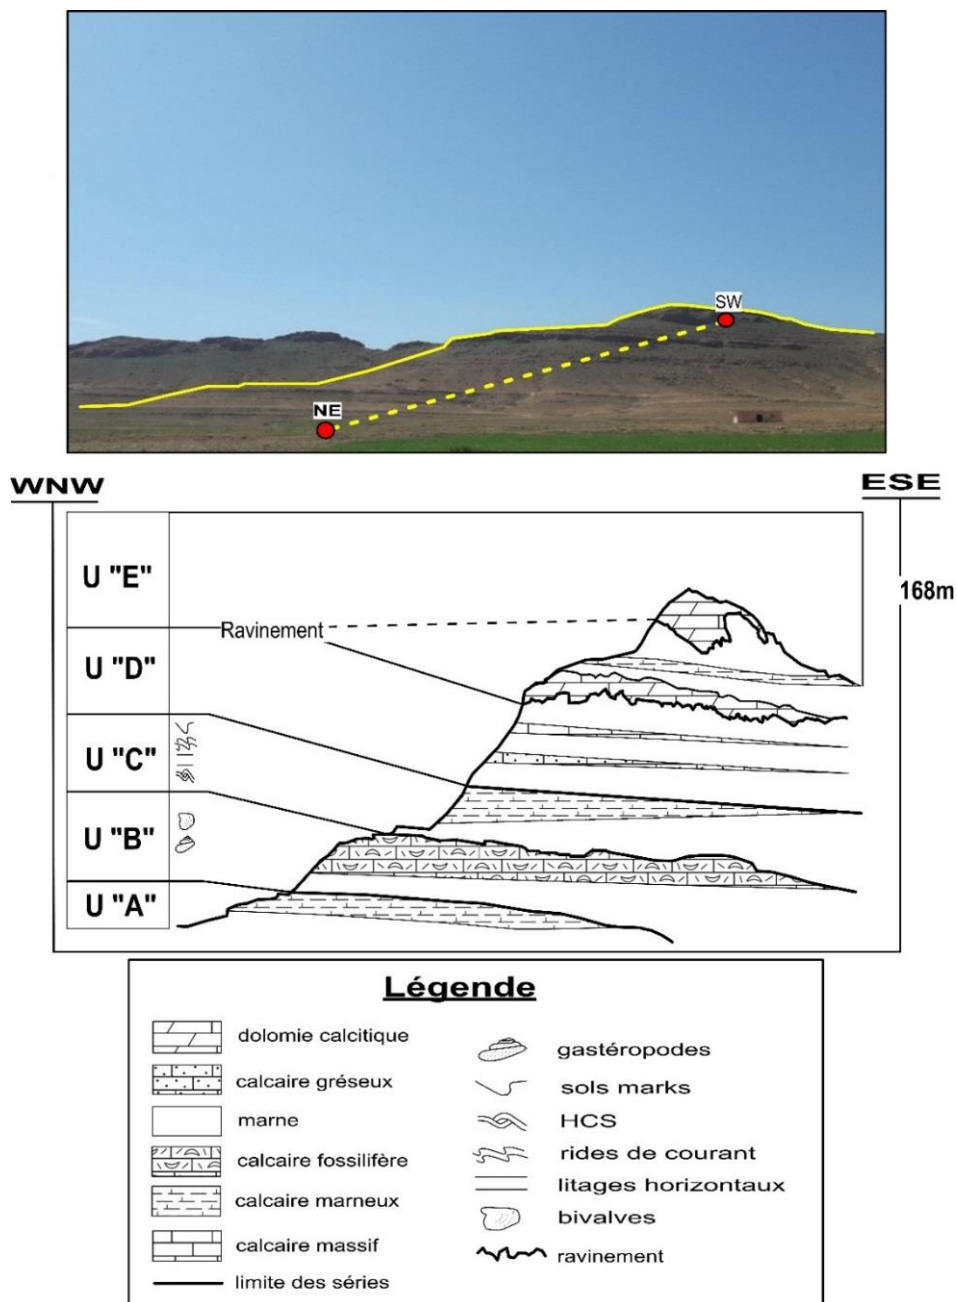 SW
NE
WNW
ESE
U "E"
168m
Ravinement
U "D"
U "C"
U "B"
U "A"
Légende
dolomie calcitique
gastéropodes
calcaire gréseux
sols marks
marne
HCS
calcaire fossilifère
rides de courant
calcaire marneux
litages horizontaux
bivalves
calcaire massif
ravinement
limite des séries